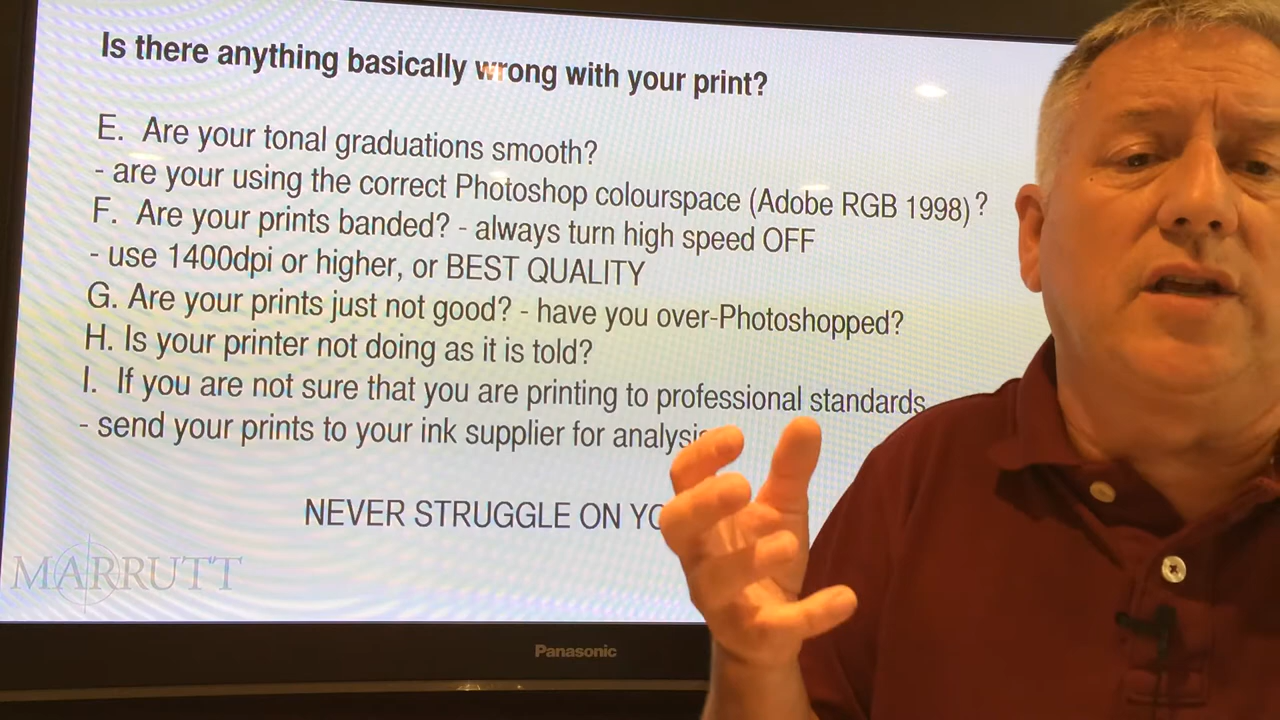 Is there anything basically wrong with your print?
E. Are your tonal graduations smooth?
- are your using the correct Photoshop colourspace (Adobe RGB 1998)?
F. Are your prints banded? - always turn high speed OFF
- use 1400dpi or higher, or BEST QUALITY
G. Are your prints just not good? - have you over-Photoshopped?
H. Is your printer not doing as it is told?
I. If you are not sure that you are printing to professional standards
- send your prints to your ink supplier for
NEVER STRUGGLE ON
MARRUTT
Panasonic